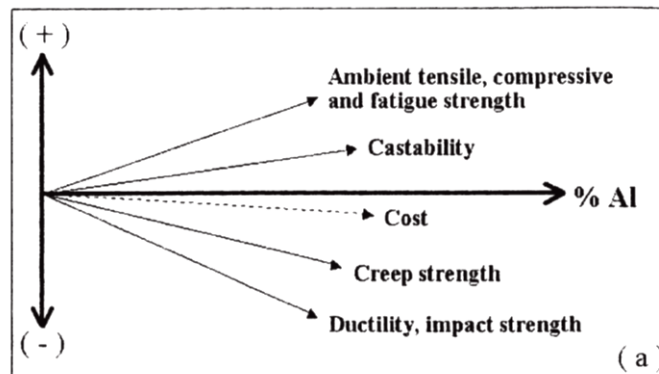 ( + )
Ambient tensile, compressive
and fatigue strength
Castability
% Al
Cost
Creep strength
Ductility, impact strength
( - )
( a )